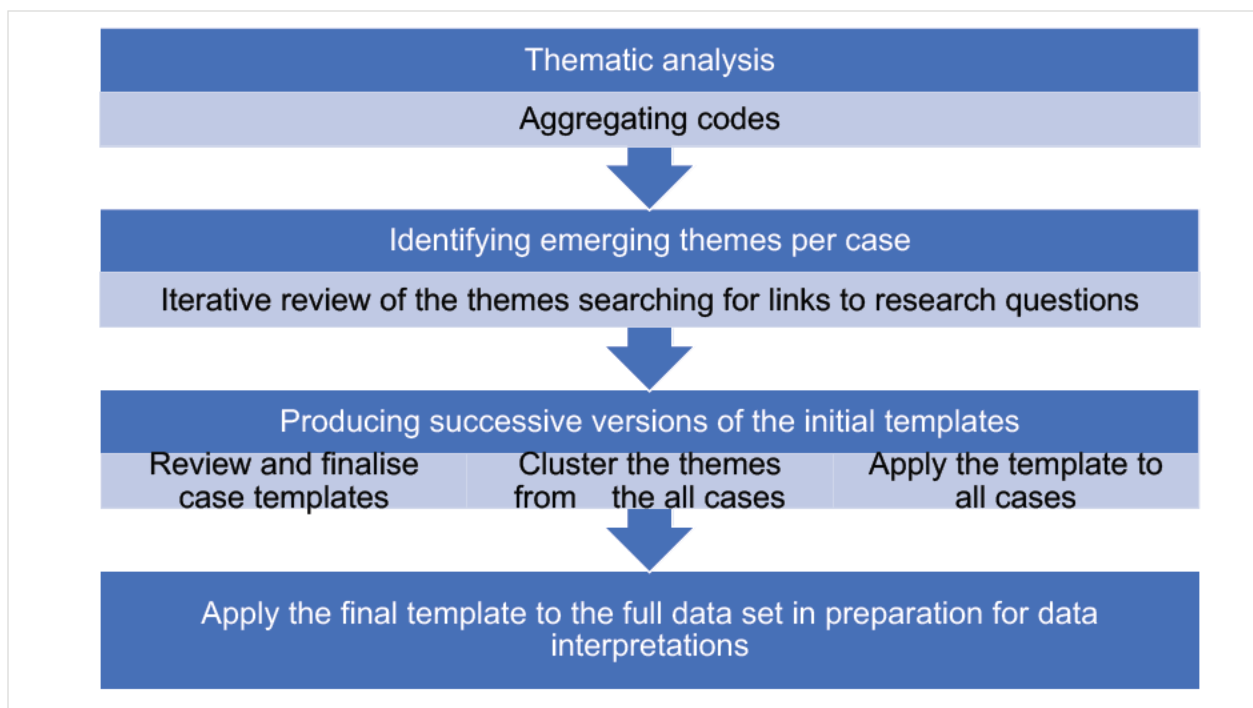 Thematic analysis
Aggregating codes
Identifying emerging themes per case
Iterative review of the themes searching for links to research questions
Producing successive versions of the initial templates
Review and finalise
case templates
Cluster the themes
from the all cases
Apply the template to
all cases
Apply the final template to the full data set in preparation for data
interpretations